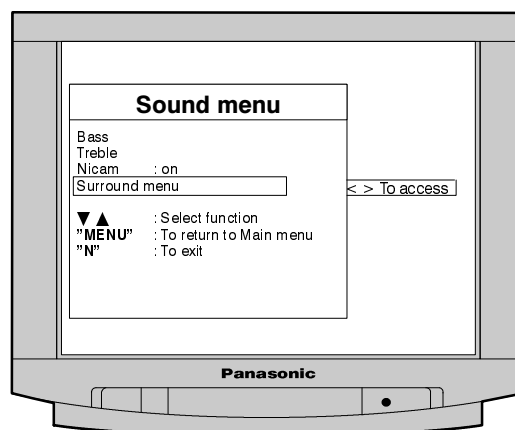 Sound menu
Bass
Treble
Nicam : on
Surround menu
< > To access
▼ ▲ : Select function
”MENU” : To return to Main menu
”N” : To exit
Panasonic